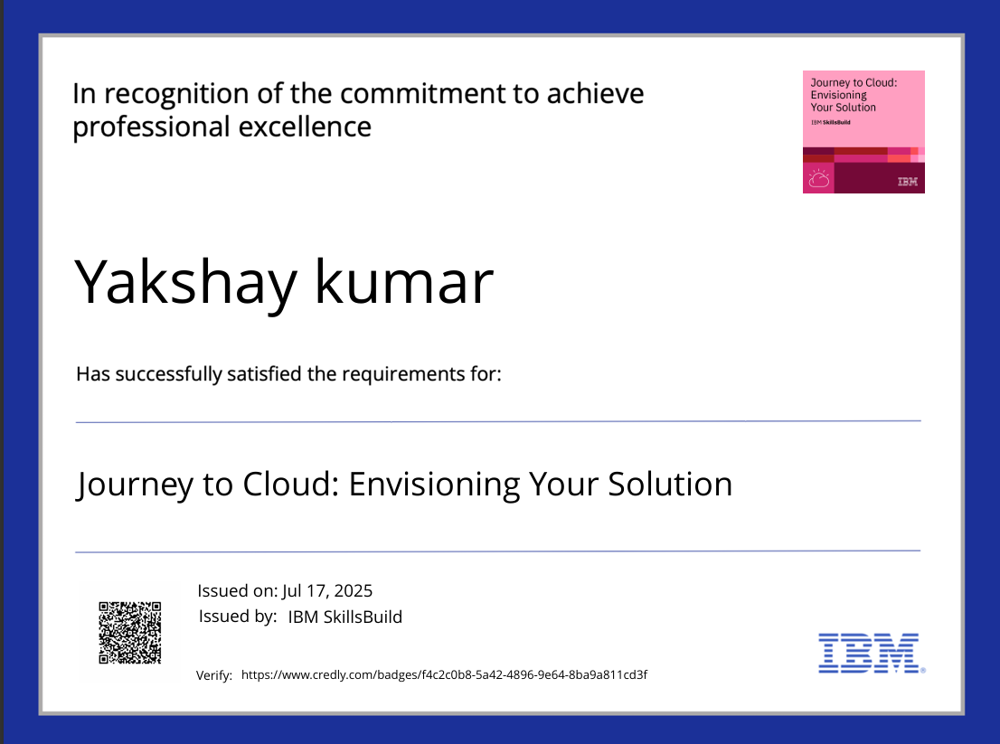 In recognition of the commitment to achieve
professional excellence
Journey to Cloud:
Envisioning
Your Solution
IBM SkillsBuild
IBM
Yakshay kumar
Has successfully satisfied the requirements for:
Journey to Cloud: Envisioning Your Solution
Issued on: Jul 17, 2025
Issued by: IBM SkillsBuild
Verify: https://www.credly.com/badges/f4c2c0b8-5a42-4896-9e64-8ba9a811cd3f
IBM®